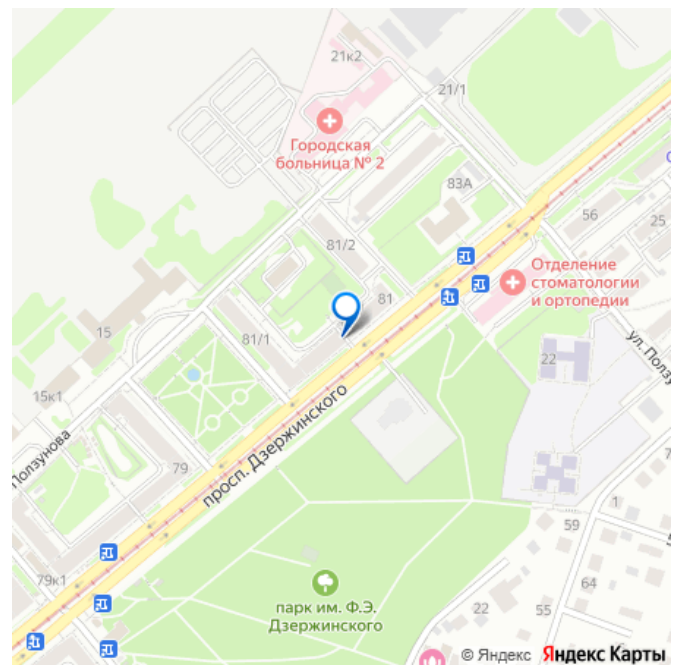 21к2
21/1
Городская
больница № 2
83А
56
25
81/2
Отделение
стоматологии
и ортопедии
81
15
81/1
22
ул. Ползу
15к1
просп. Дзержинского
Ползунова
79
1
59
79к1
64
парк им. Ф.Э.
Дзержинского
22
55
© Яндекс Яндекс Карты